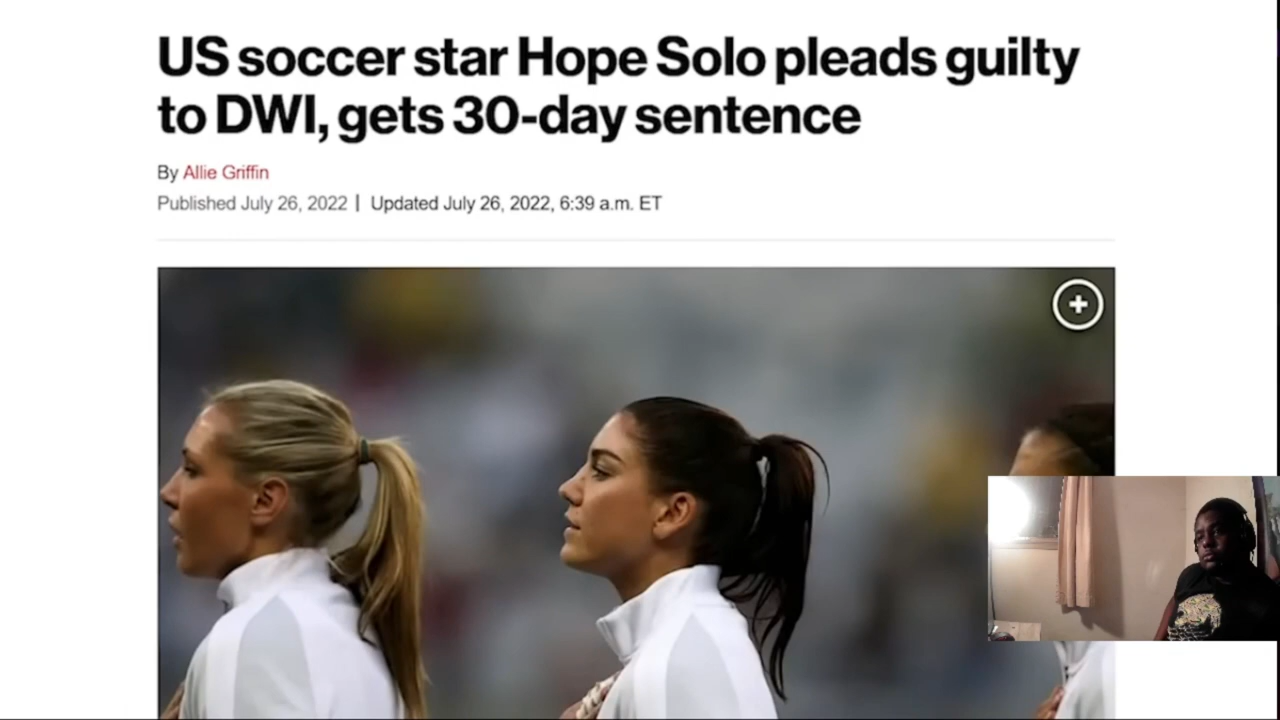 US soccer star Hope Solo pleads guilty
to DWI, gets 30-day sentence
By Allie Griffin
Published July 26, 2022 | Updated July 26, 2022, 6:39 a.m. ET